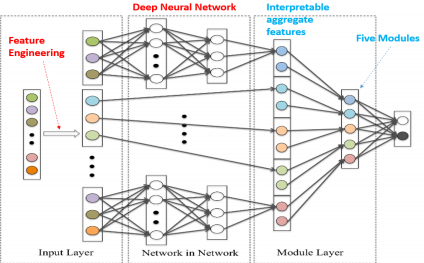 Deep Neural Network
Interpretable
aggregate
features
Feature
Engineering
Five Modules
Input Layer
Network in Network
Module Layer